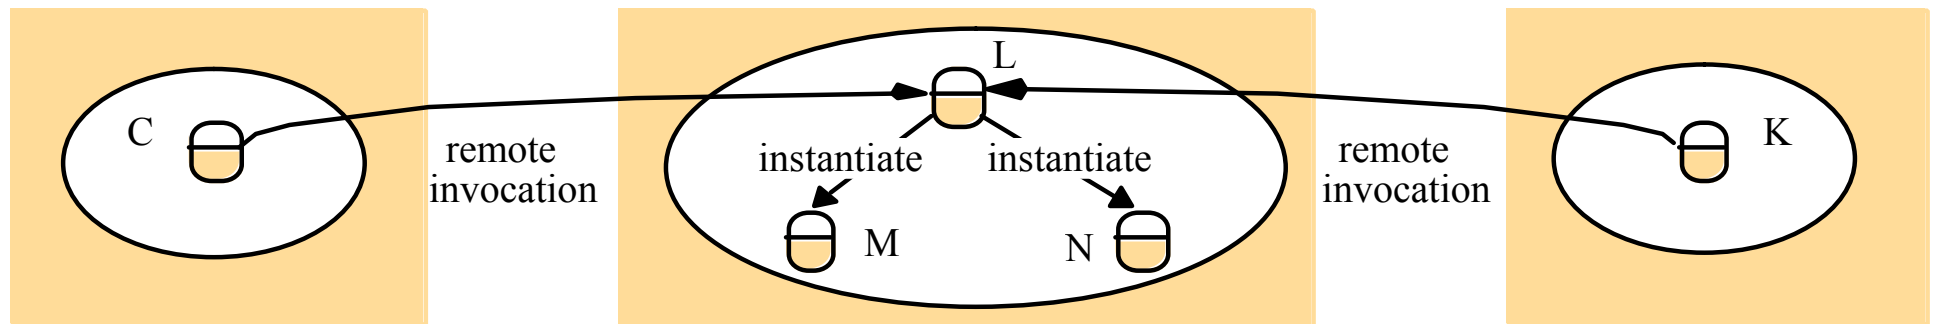 L
C
K
remote
invocation
instantiate
instantiate
remote
invocation
M
N